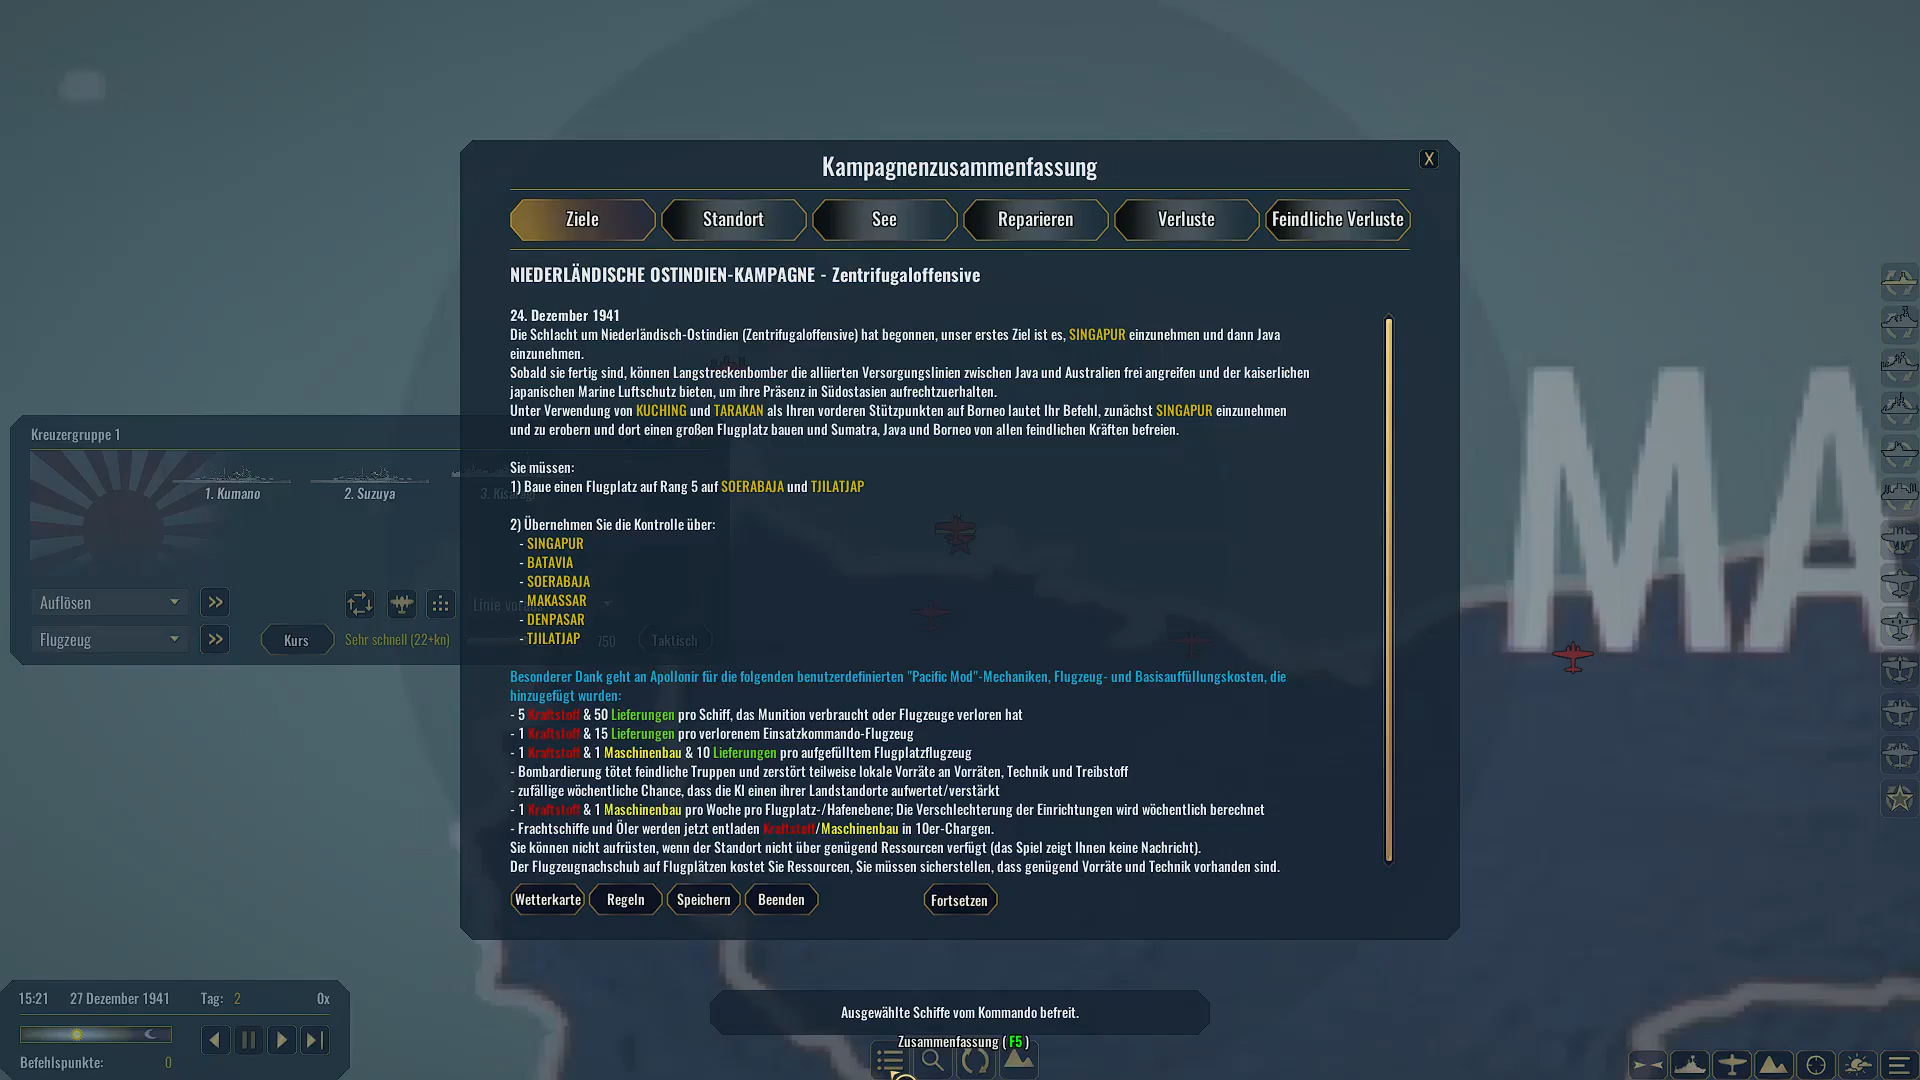 Kampagnenzusammenfassung
X
Ziele
Standort
See
Reparieren
Verluste
Feindliche Verluste
NIEDERLÄNDISCHE OSTINDIEN-KAMPAGNE - Zentrifugaloffensive
24. Dezember 1941
Die Schlacht um Niederländisch-Ostindien (Zentrifugaloffensive) hat begonnen, unser erstes Ziel ist es, SINGAPUR einzunehmen und dann Java
einzunehmen.
Sobald sie fertig sind, können Langstreckenbomber die alliierten Versorgungslinien zwischen Java und Australien frei angreifen und der kaiserlichen
japanischen Marine Luftschutz bieten, um ihre Präsenz in Südostasien aufrechtzuerhalten.
Unter Verwendung von KUCHING und TARAKAN als Ihren vorderen Stützpunkten auf Borneo lautet Ihr Befehl, zunächst SINGAPUR einzunehmen
und zu erobern und dort einen großen Flugplatz bauen und Sumatra, Java und Borneo von allen feindlichen Kräften befreien.
Sie müssen:
1) Baue einen Flugplatz auf Rang 5 auf SOERABAJA und TJILATJAP
2) Übernehmen Sie die Kontrolle über:
- SINGAPUR
- BATAVIA
- SOERABAJA
- MAKASSAR
- DENPASAR
- TJILATJAP
Besonderer Dank geht an Apollonir für die folgenden benutzerdefinierten "Pacific Mod"-Mechaniken, Flugzeug- und Basisauffüllungskosten, die
hinzugefügt wurden:
- 5 Kraftstoff & 50 Lieferungen pro Schiff, das Munition verbraucht oder Flugzeuge verloren hat
- 1 Kraftstoff & 15 Lieferungen pro verlorenem Einsatzkommando-Flugzeug
- 1 Kraftstoff & 1 Maschinenbau & 10 Lieferungen pro aufgefülltem Flugplatzflugzeug
- Bombardierung tötet feindliche Truppen und zerstört teilweise lokale Vorräte an Vorräten, Technik und Treibstoff
- zufällige wöchentliche Chance, dass die KI einen ihrer Landstandorte aufwertet/verstärkt
- 1 Kraftstoff & 1 Maschinenbau pro Woche pro Flugplatz-/Hafenebene; Die Verschlechterung der Einrichtungen wird wöchentlich berechnet
- Frachtschiffe und Öler werden jetzt entladen Kraftstoff/Maschinenbau in 10er-Chargen.
Sie können nicht aufrüsten, wenn der Standort nicht über genügend Ressourcen verfügt (das Spiel zeigt Ihnen keine Nachricht).
Der Flugzeugnachschub auf Flugplätzen kostet Sie Ressourcen, Sie müssen sicherstellen, dass genügend Vorräte und Technik vorhanden sind.
Wetterkarte
Regeln
Speichern
Beenden
Fortsetzen
Kreuzergruppe 1
1. Kumano
2. Suzuya
3. Kisaragi
Auflösen
>>
Linie voraus
Flugzeug
>>
Kurs
Sehr schnell (22+kn)
750
Taktisch
MA
15:21
27 Dezember 1941
Tag: 2
0x
Befehlspunkte: 0
Ausgewählte Schiffe vom Kommando befreit.
Zusammenfassung ( F5 )